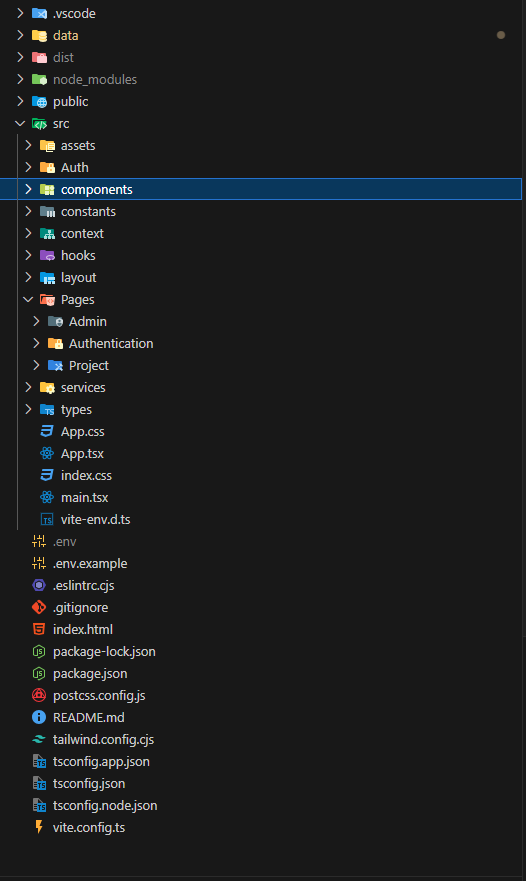 .vscode
data
dist
node_modules
public
src
assets
Auth
components
constants
context
hooks
layout
Pages
Admin
Authentication
Project
services
types
App.css
App.tsx
index.css
main.tsx
vite-env.d.ts
.env
.env.example
.eslintrc.cjs
.gitignore
index.html
package-lock.json
package.json
postcss.config.js
README.md
tailwind.config.cjs
tsconfig.app.json
tsconfig.json
tsconfig.node.json
vite.config.ts